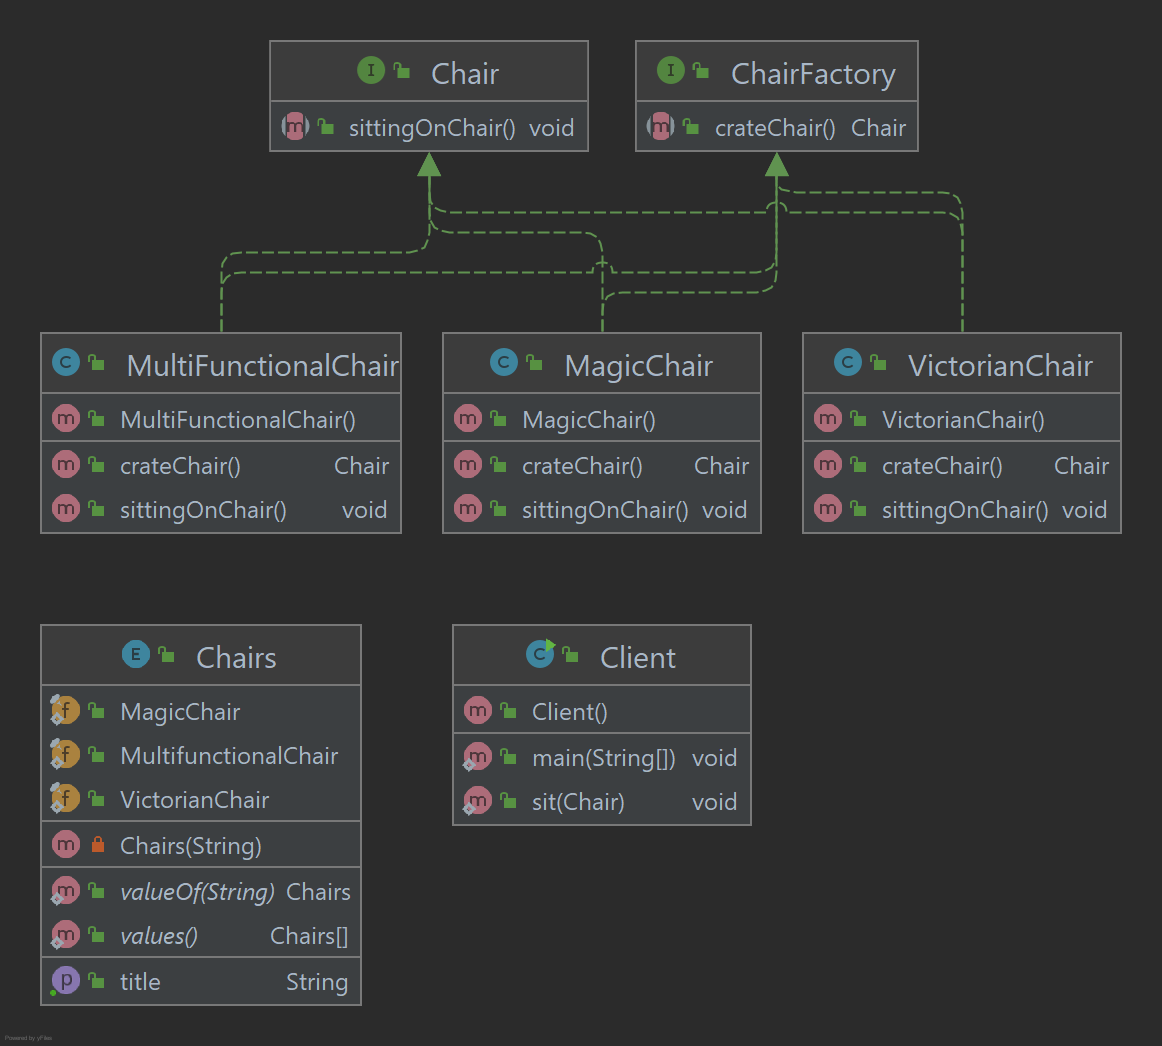 I Chair
sittingOnChair() void
I ChairFactory
m crateChair() Chair
C MultiFunctionalChair
m MultiFunctionalChair()
m crateChair() Chair
m sittingOnChair() void
C MagicChair
m MagicChair()
m crateChair() Chair
m sittingOnChair() void
C VictorianChair
m VictorianChair()
m crateChair() Chair
m sittingOnChair() void
E Chairs
f MagicChair
f MultifunctionalChair
f VictorianChair
m Chairs(String)
m valueOf(String) Chairs
m values() Chairs[]
p title String
C Client
m Client()
m main(String[]) void
m sit(Chair) void
Powered by yFiles